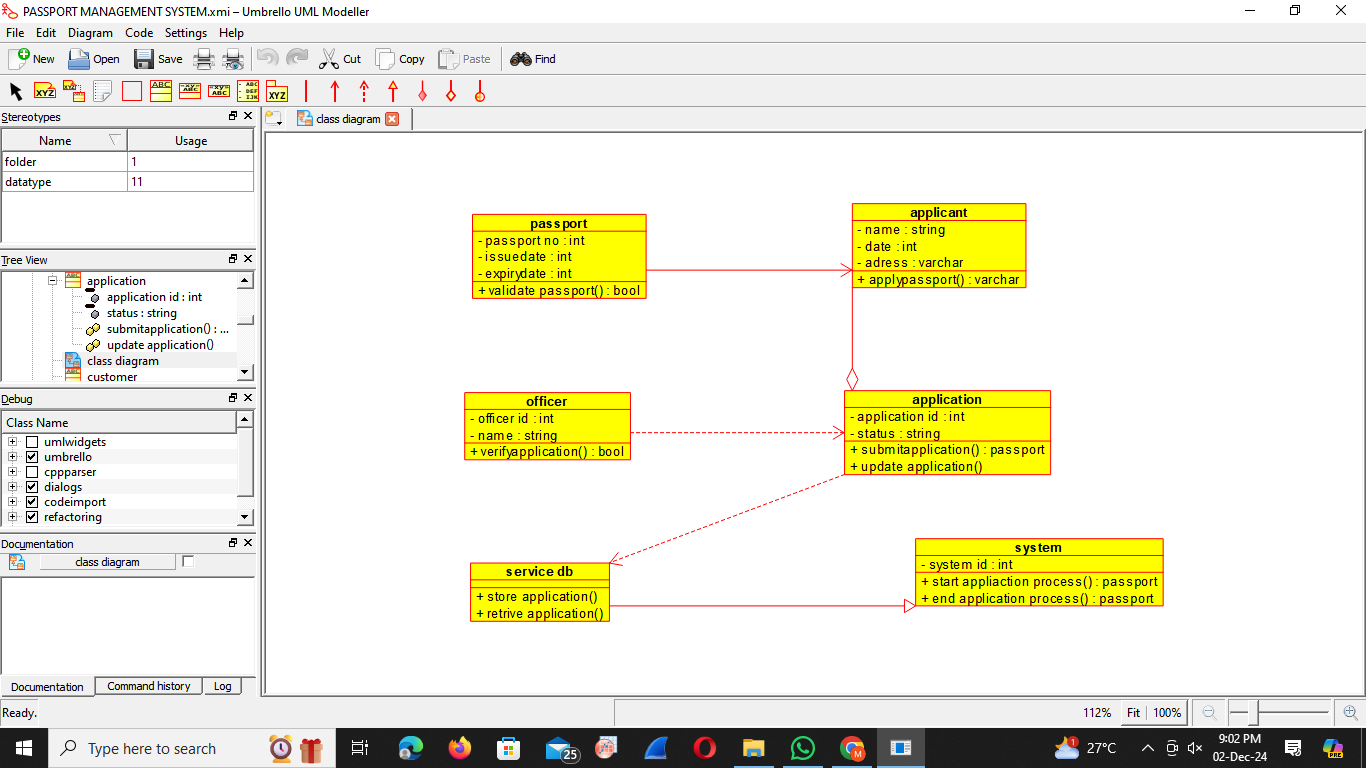 PASSPORT MANAGEMENT SYSTEM.xmi – Umbrello UML Modeller
File Edit Diagram Code Settings Help
New Open Save Cut Copy Paste Find
XYZ XYZ ABC -xy= -xy= ABC DEF IJK XYZ
Stereotypes
Name Usage
folder 1
datatype 11
Tree View
application
application id : int
status : string
submitapplication() : ...
update application()
class diagram
customer
Debug
Class Name
umlwidgets
umbrello
cppparser
dialogs
codeimport
refactoring
Documentation
class diagram
Documentation Command history Log
class diagram
passport
- passport no : int
- issuedate : int
- expirydate : int
+ validate passport() : bool
applicant
- name : string
- date : int
- adress : varchar
+ applypassport() : varchar
officer
- officer id : int
- name : string
+ verifyapplication() : bool
application
- application id : int
- status : string
+ submitapplication() : passport
+ update application()
service db
+ store application()
+ retrive application()
system
- system id : int
+ start appliaction process() : passport
+ end application process() : passport
Ready.
112% Fit 100%
Type here to search
25
M
1
27°C
9:02 PM
02-Dec-24
PRE